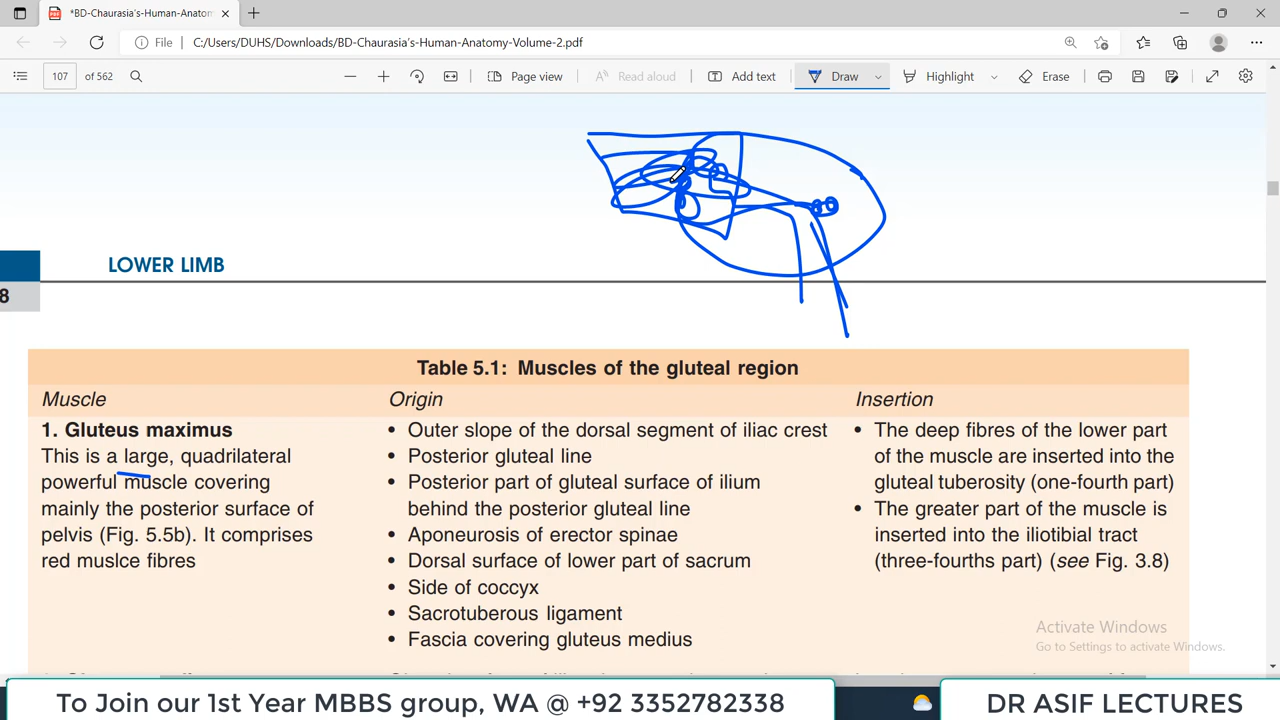 *BD-Chaurasia's-Human-Anatom
File
C:/Users/DUHS/Downloads/BD-Chaurasia's-Human-Anatomy-Volume-2.pdf
107 of 562
Page view
Read aloud
Add text
Draw
Highlight
Erase
LOWER LIMB
8
Table 5.1: Muscles of the gluteal region
Muscle
Origin
Insertion
1. Gluteus maximus
This is a large, quadrilateral
powerful muscle covering
mainly the posterior surface of
pelvis (Fig. 5.5b). It comprises
red muslce fibres
• Outer slope of the dorsal segment of iliac crest
• Posterior gluteal line
• Posterior part of gluteal surface of ilium
behind the posterior gluteal line
• Aponeurosis of erector spinae
• Dorsal surface of lower part of sacrum
• Side of coccyx
• Sacrotuberous ligament
• Fascia covering gluteus medius
• The deep fibres of the lower part
of the muscle are inserted into the
gluteal tuberosity (one-fourth part)
• The greater part of the muscle is
inserted into the iliotibial tract
(three-fourths part) (see Fig. 3.8)
Activate Windows
Go to Settings to activate Windows.
To Join our 1st Year MBBS group, WA @ +92 3352782338
DR ASIF LECTURES